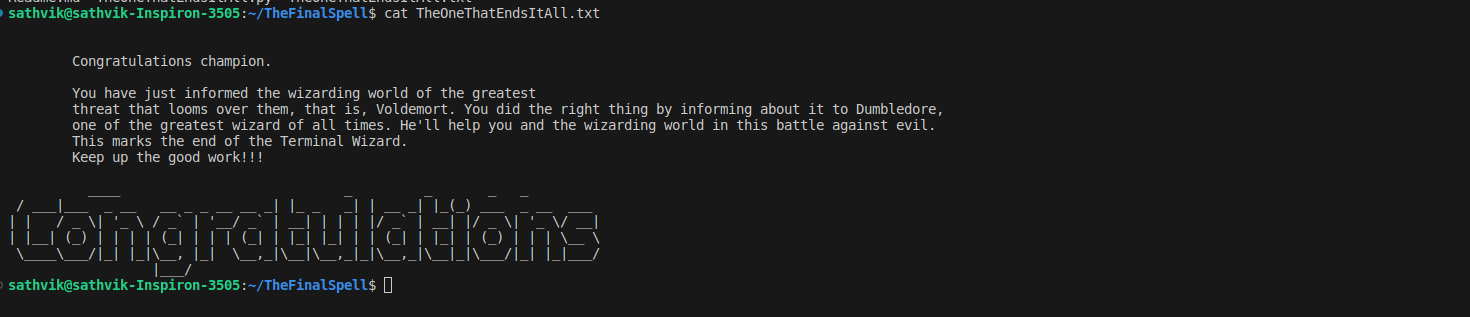 sathvik@sathvik-Inspiron-3505:~/TheFinalSpell$ cat TheOneThatEndsItAll.txt
Congratulations champion.
You have just informed the wizarding world of the greatest
threat that looms over them, that is, Voldemort. You did the right thing by informing about it to Dumbledore,
one of the greatest wizard of all times. He'll help you and the wizarding world in this battle against evil.
This marks the end of the Terminal Wizard.
Keep up the good work!!!
Congratulations
sathvik@sathvik-Inspiron-3505:~/TheFinalSpell$